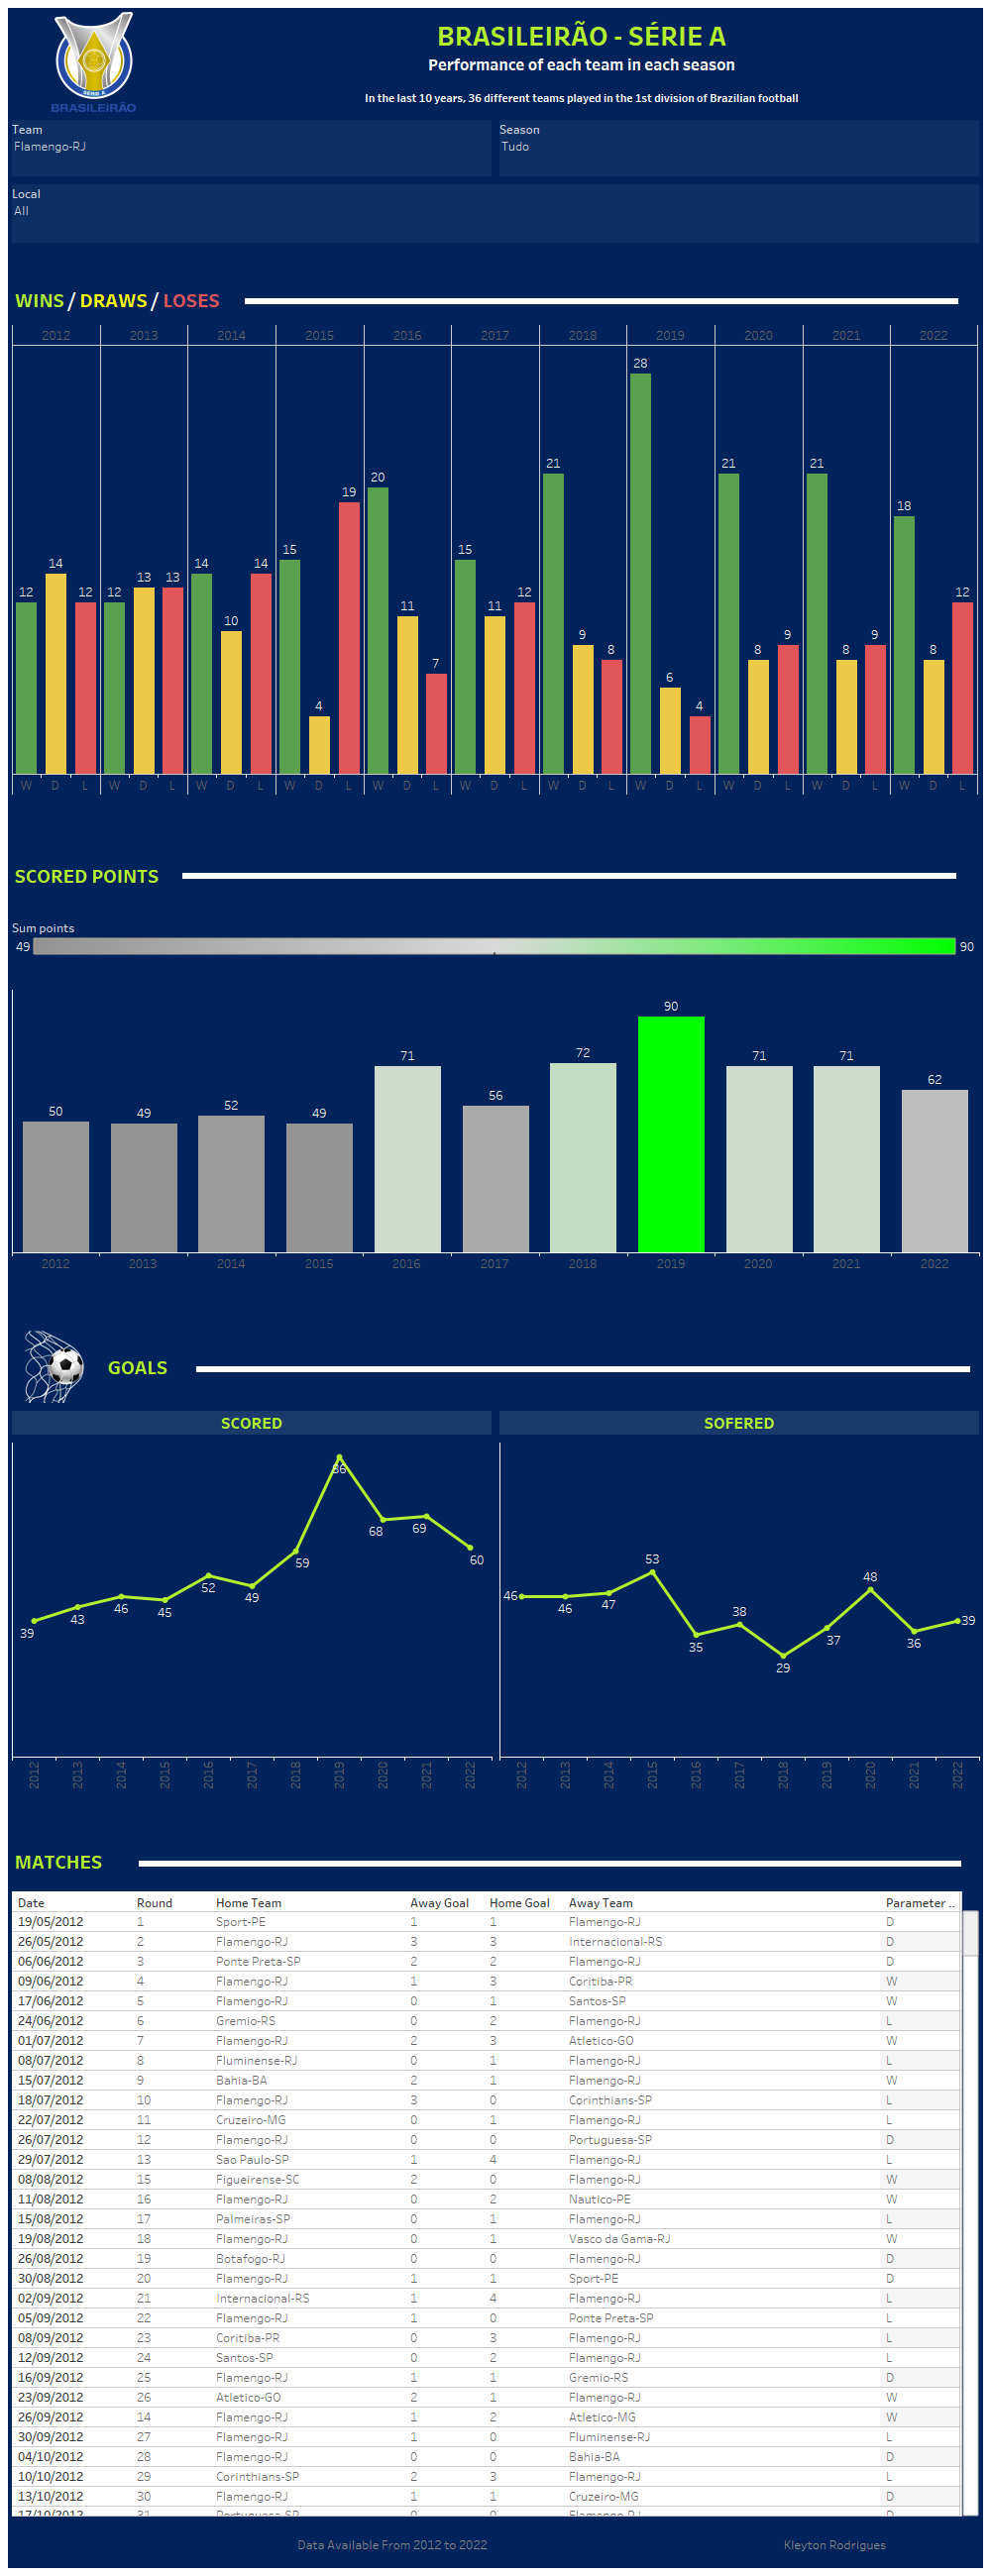 BRASILEIRÃO - SÉRIE A
Performance of each team in each season
In the last 10 years, 36 different teams played in the 1st division of Brazilian football
SÉRIE A
BRASILEIRÃO
Team
Flamengo-RJ
Season
Tudo
Local
All
WINS / DRAWS / LOSES
2012 2013 2014 2015 2016 2017 2018 2019 2020 2021 2022
12 14 12 12 13 13 14 10 14 15 4 19 20 11 7 15 11 12 21 9 8 28 6 4 21 8 9 21 8 9 18 8 12
W D L W D L W D L W D L W D L W D L W D L W D L W D L W D L W D L
SCORED POINTS
Sum points
49 90
50 49 52 49 71 56 72 90 71 71 62
2012 2013 2014 2015 2016 2017 2018 2019 2020 2021 2022
GOALS
SCORED
39 43 46 45 52 49 59 86 68 69 60
2012 2013 2014 2015 2016 2017 2018 2019 2020 2021 2022
SOFERED
46 46 47 53 35 38 29 37 48 36 39
2012 2013 2014 2015 2016 2017 2018 2019 2020 2021 2022
MATCHES
Date Round Home Team Away Goal Home Goal Away Team Parameter ..
19/05/2012 1 Sport-PE 1 1 Flamengo-RJ D
26/05/2012 2 Flamengo-RJ 3 3 Internacional-RS D
06/06/2012 3 Ponte Preta-SP 2 2 Flamengo-RJ D
09/06/2012 4 Flamengo-RJ 1 3 Coritiba-PR W
17/06/2012 5 Flamengo-RJ 0 1 Santos-SP W
24/06/2012 6 Gremio-RS 0 2 Flamengo-RJ L
01/07/2012 7 Flamengo-RJ 2 3 Atletico-GO W
08/07/2012 8 Fluminense-RJ 0 1 Flamengo-RJ L
15/07/2012 9 Bahia-BA 2 1 Flamengo-RJ W
18/07/2012 10 Flamengo-RJ 3 0 Corinthians-SP L
22/07/2012 11 Cruzeiro-MG 0 1 Flamengo-RJ L
26/07/2012 12 Flamengo-RJ 0 0 Portuguesa-SP D
29/07/2012 13 Sao Paulo-SP 1 4 Flamengo-RJ L
08/08/2012 15 Figueirense-SC 2 0 Flamengo-RJ W
11/08/2012 16 Flamengo-RJ 0 2 Nautico-PE W
15/08/2012 17 Palmeiras-SP 0 1 Flamengo-RJ L
19/08/2012 18 Flamengo-RJ 0 1 Vasco da Gama-RJ W
26/08/2012 19 Botafogo-RJ 0 0 Flamengo-RJ D
30/08/2012 20 Flamengo-RJ 1 1 Sport-PE D
02/09/2012 21 Internacional-RS 1 4 Flamengo-RJ L
05/09/2012 22 Flamengo-RJ 1 0 Ponte Preta-SP L
08/09/2012 23 Coritiba-PR 0 3 Flamengo-RJ L
12/09/2012 24 Santos-SP 0 2 Flamengo-RJ L
16/09/2012 25 Flamengo-RJ 1 1 Gremio-RS D
23/09/2012 26 Atletico-GO 2 1 Flamengo-RJ W
26/09/2012 14 Flamengo-RJ 1 2 Atletico-MG W
30/09/2012 27 Flamengo-RJ 1 0 Fluminense-RJ L
04/10/2012 28 Flamengo-RJ 0 0 Bahia-BA D
10/10/2012 29 Corinthians-SP 2 3 Flamengo-RJ L
13/10/2012 30 Flamengo-RJ 1 1 Cruzeiro-MG D
17/10/2012 31 Portuguesa-SP 0 0 Flamengo-RJ D
Data Available From 2012 to 2022
Kleyton Rodrigues